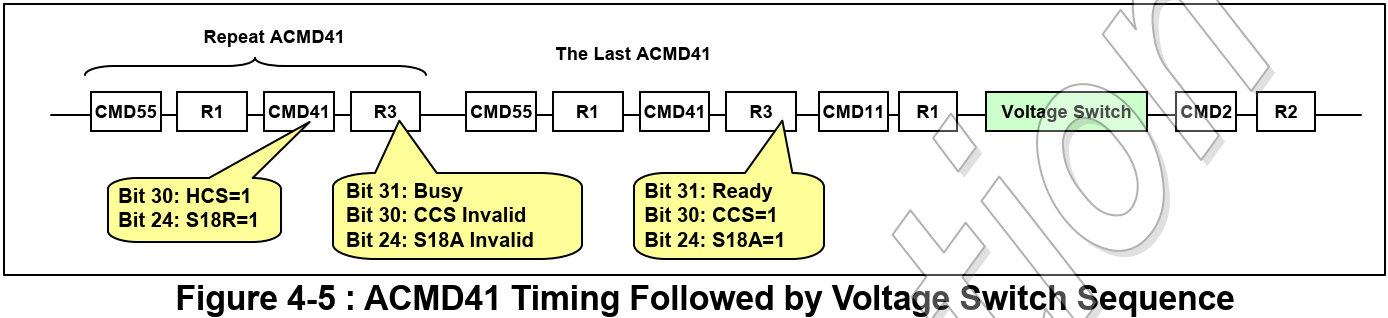 Repeat ACMD41
The Last ACMD41
CMD55 R1 CMD41 R3 CMD55 R1 CMD41 R3 CMD11 R1 Voltage Switch CMD2 R2
Bit 30: HCS=1
Bit 24: S18R=1
Bit 31: Busy
Bit 30: CCS Invalid
Bit 24: S18A Invalid
Bit 31: Ready
Bit 30: CCS=1
Bit 24: S18A=1
Figure 4-5 : ACMD41 Timing Followed by Voltage Switch Sequence
tion